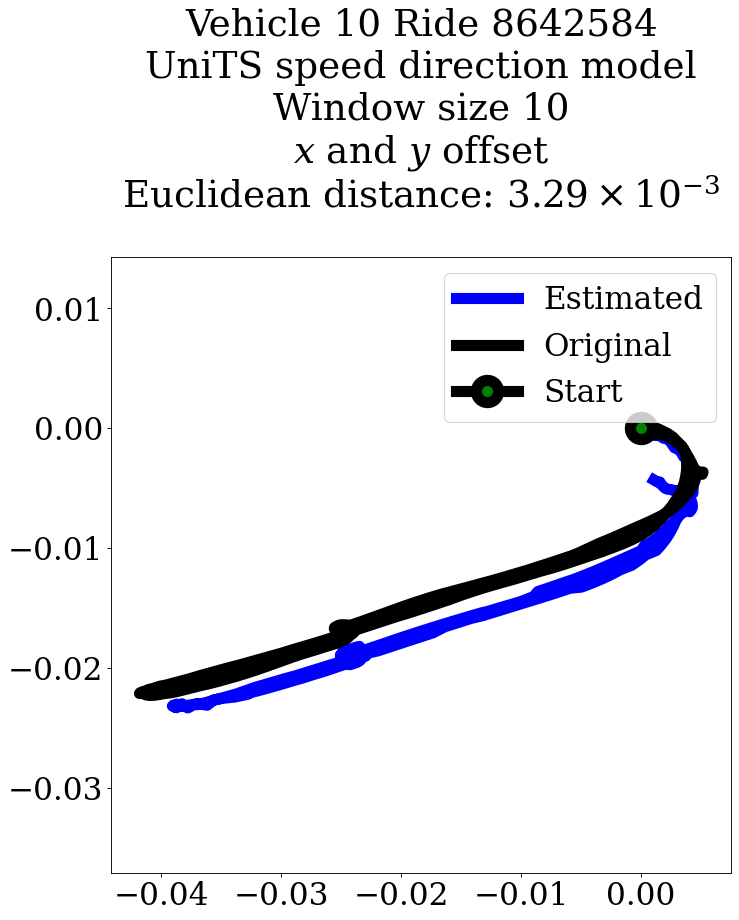 Vehicle 10 Ride 8642584
UniTS speed direction model
Window size 10
x and y offset
Euclidean distance: 3.29 × 10⁻³
Estimated
Original
Start
0.01
0.00
−0.01
−0.02
−0.03
−0.04 −0.03 −0.02 −0.01 0.00